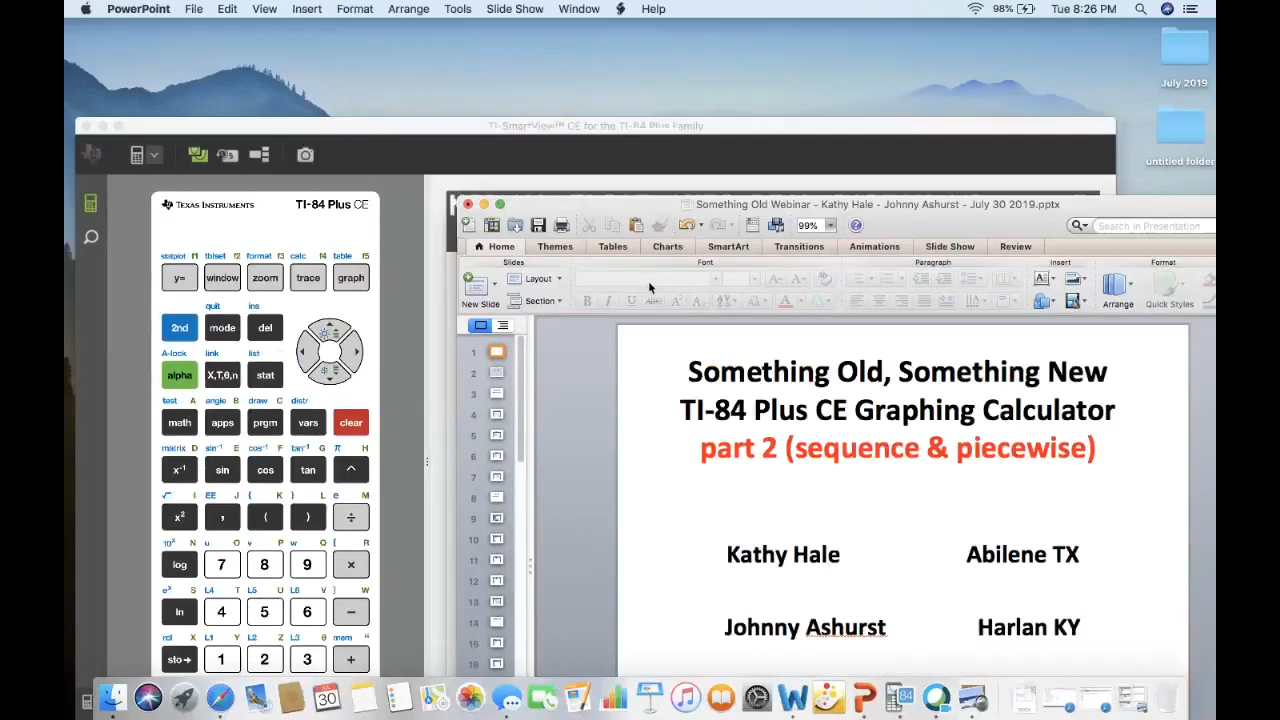 PowerPoint File Edit View Insert Format Arrange Tools Slide Show Window Help 98% Tue 8:26 PM
July 2019
TI-SmartView™ CE for the TI-84 Plus Family
untitled folder
TEXAS INSTRUMENTS TI-84 Plus CE
Something Old Webinar - Kathy Hale - Johnny Ashurst - July 30 2019.pptx
99% Search in Presentation
Home Themes Tables Charts SmartArt Transitions Animations Slide Show Review
Slides Font Paragraph Insert Format
Layout
New Slide Section B I U ABC A² A₂ Arrange Quick Styles
statplot f1 tblset f2 format f3 calc f4 table f5
y= window zoom trace graph
quit ins
2nd mode del
A-lock link list
alpha X,T,θ,n stat
test A angle B draw C distr
math apps prgm vars clear
matrix D sin⁻¹ E cos⁻¹ F tan⁻¹ G π H
x⁻¹ sin cos tan ^
√ I EE J { K } L e M
x² , ( ) ÷
10ˣ N u O v P w Q [ R
log 7 8 9 ×
eˣ S L4 T L5 U L6 V ] W
ln 4 5 6 −
rcl X L1 Y L2 Z L3 θ mem "
sto→ 1 2 3 +
1
2
3
4
5
6
7
8
9
10
11
12
13
14
15
16
Something Old, Something New
TI-84 Plus CE Graphing Calculator
part 2 (sequence & piecewise)
Kathy Hale Abilene TX
Johnny Ashurst Harlan KY
30
84